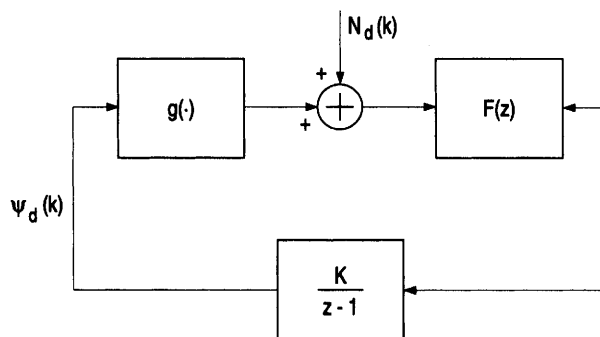 N_d(k)
+
g(·)
+
F(z)
ψ_d(k)
K
z - 1